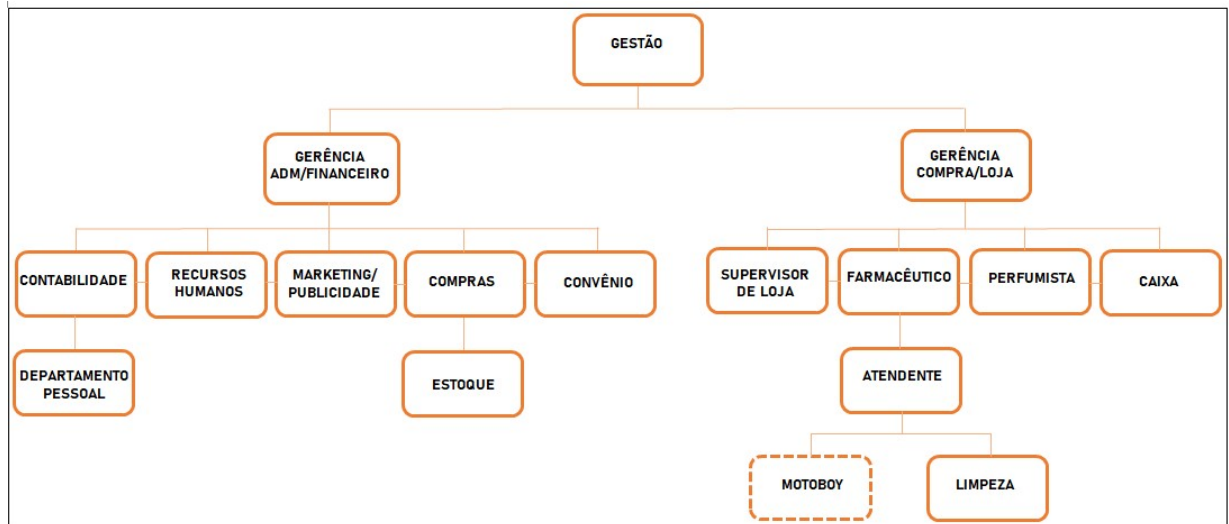 GESTÃO
GERÊNCIA
ADM/FINANCEIRO
GERÊNCIA
COMPRA/LOJA
CONTABILIDADE
RECURSOS
HUMANOS
MARKETING/
PUBLICIDADE
COMPRAS
CONVÊNIO
SUPERVISOR
DE LOJA
FARMACÊUTICO
PERFUMISTA
CAIXA
DEPARTAMENTO
PESSOAL
ESTOQUE
ATENDENTE
MOTOBOY
LIMPEZA